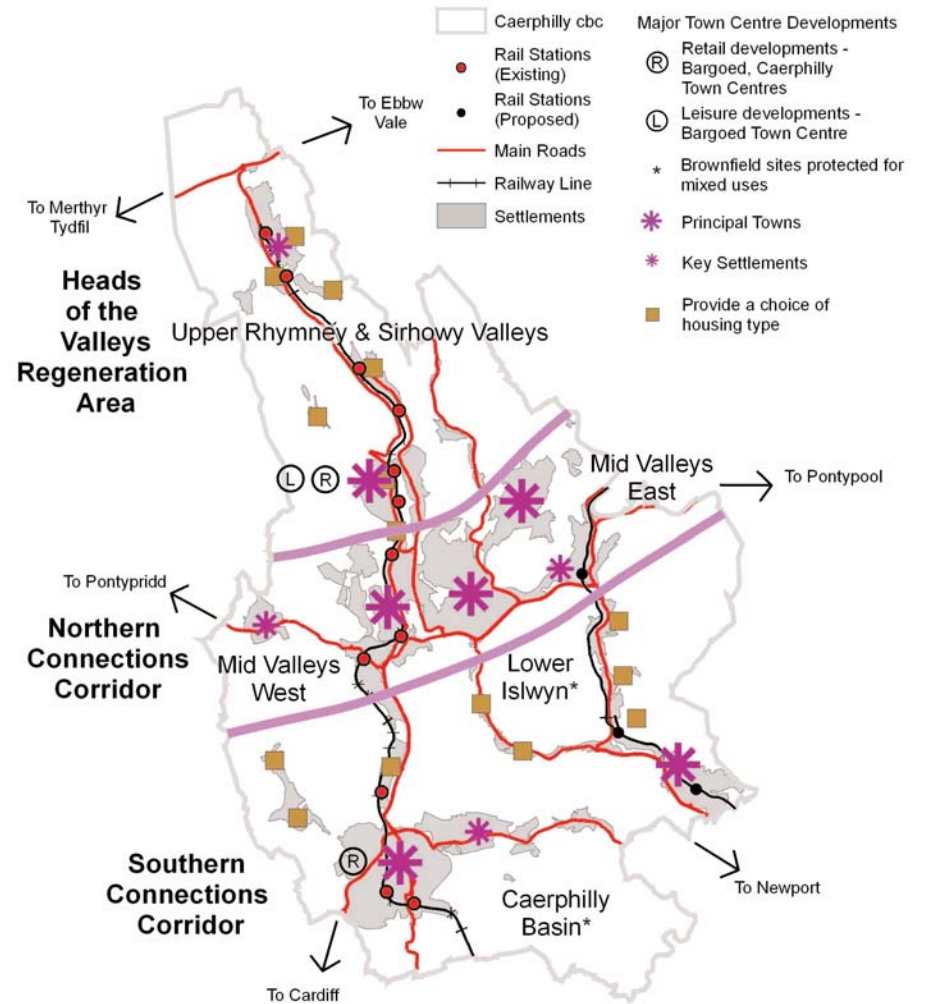 Caerphilly cbc
Rail Stations
(Existing)
Rail Stations
(Proposed)
Main Roads
Railway Line
Settlements
Major Town Centre Developments
R
Retail developments -
Bargoed, Caerphilly
Town Centres
L
Leisure developments -
Bargoed Town Centre
*
Brownfield sites protected for
mixed uses
Principal Towns
Key Settlements
Provide a choice of
housing type
To Ebbw
Vale
To Merthyr
Tydfil
Heads
of the
Valleys
Regeneration
Area
Upper Rhymney & Sirhowy Valleys
L
R
Mid Valleys
East
To Pontypool
To Pontypridd
Northern
Connections
Corridor
Mid Valleys
West
Lower
Islwyn*
Southern
Connections
Corridor
R
Caerphilly
Basin*
To Newport
To Cardiff